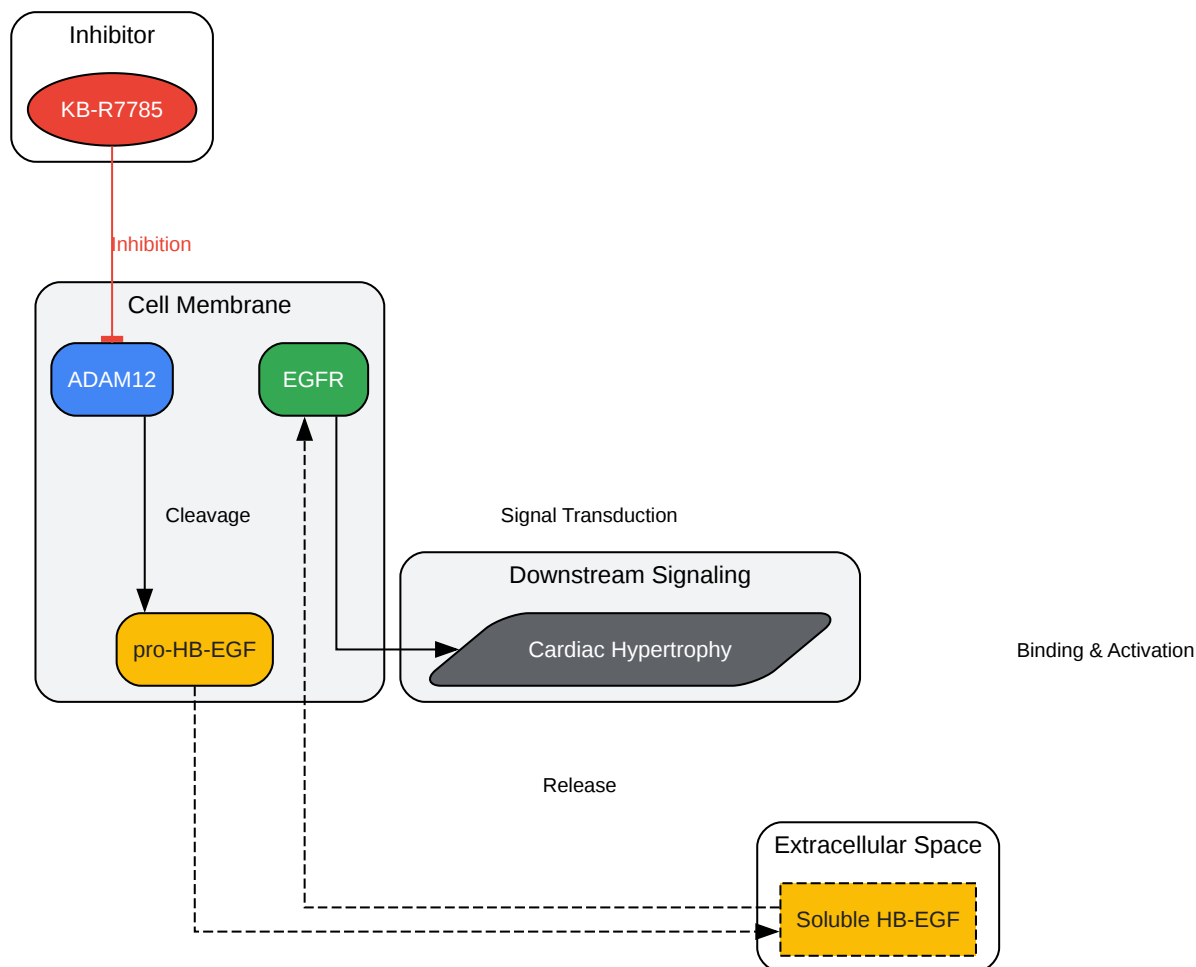 Inhibitor
KB-R7785
Inhibition
Cell Membrane
ADAM12
EGFR
Cleavage
Signal Transduction
Downstream Signaling
pro-HB-EGF
Cardiac Hypertrophy
Binding & Activation
Release
Extracellular Space
Soluble HB-EGF